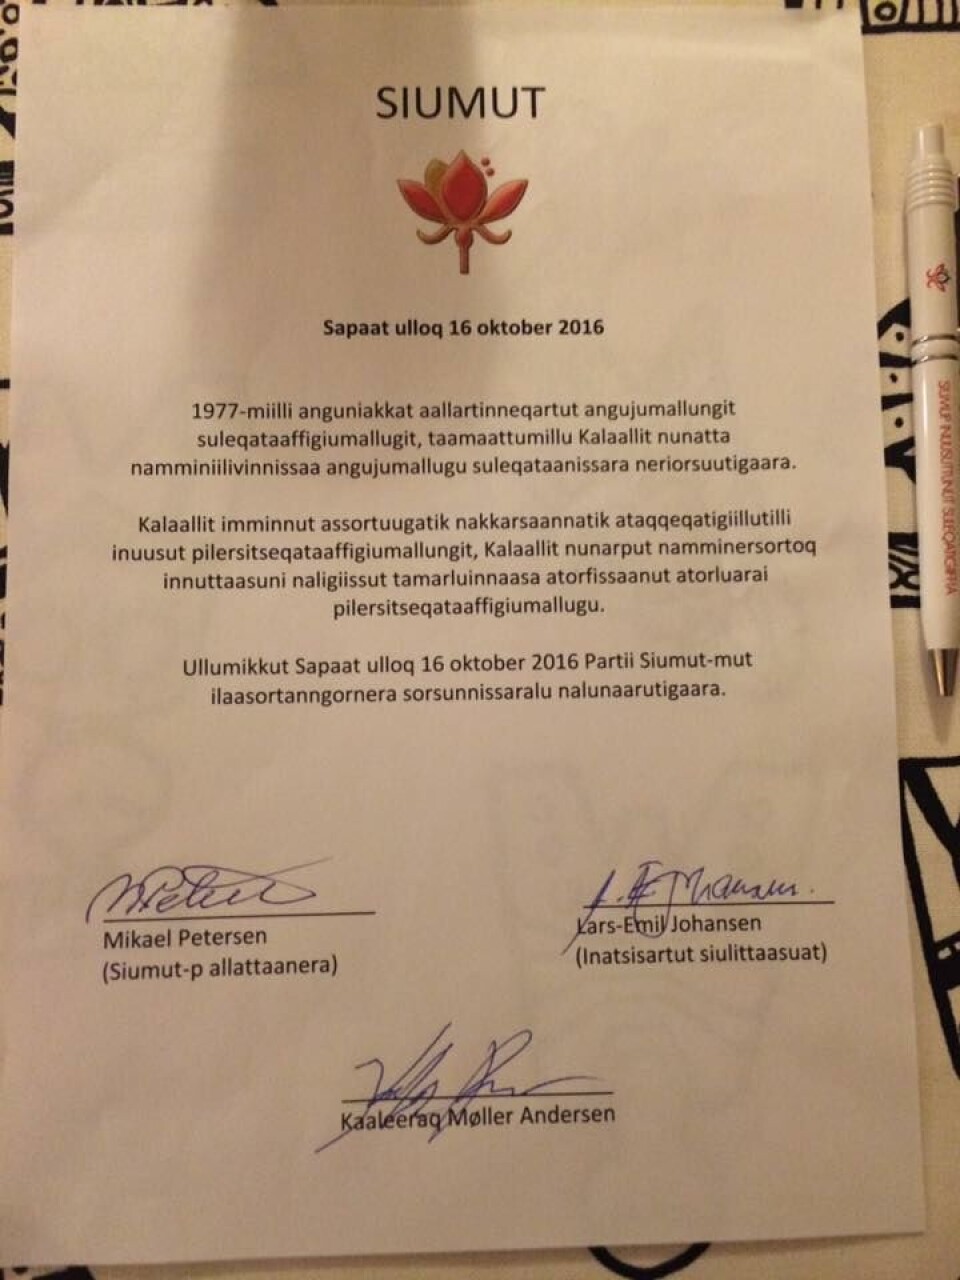 SIUMUT
Sapaat ulloq 16 oktober 2016
1977-miilli anguniakkat aallartinneqartut angujumallungit
suleqataaffigiumallugit, taamaattumillu Kalaallit nunatta
namminiilivinnissaa angujumallugu suleqataanissara neriorsuutigaara.
Kalaallit imminnut assortuugatik nakkarsaannatik ataqqeqatigiillutilli
inuusut pilersitseqataaffigiumallungit, Kalaallit nunarput namminersortoq
innuttaasuni naligiissut tamarluinnaasa atorfissaanut atorluarai
pilersitseqataaffigiumallugu.
Ullumikkut Sapaat ulloq 16 oktober 2016 Partii Siumut-mut
ilaasortanngornera sorsunnissaralu nalunaarutigaara.
Mikael Petersen
(Siumut-p allattaanera)
Lars-Emil Johansen
(Inatsisartut siulittaasuat)
Kaaleeraq Møller Andersen